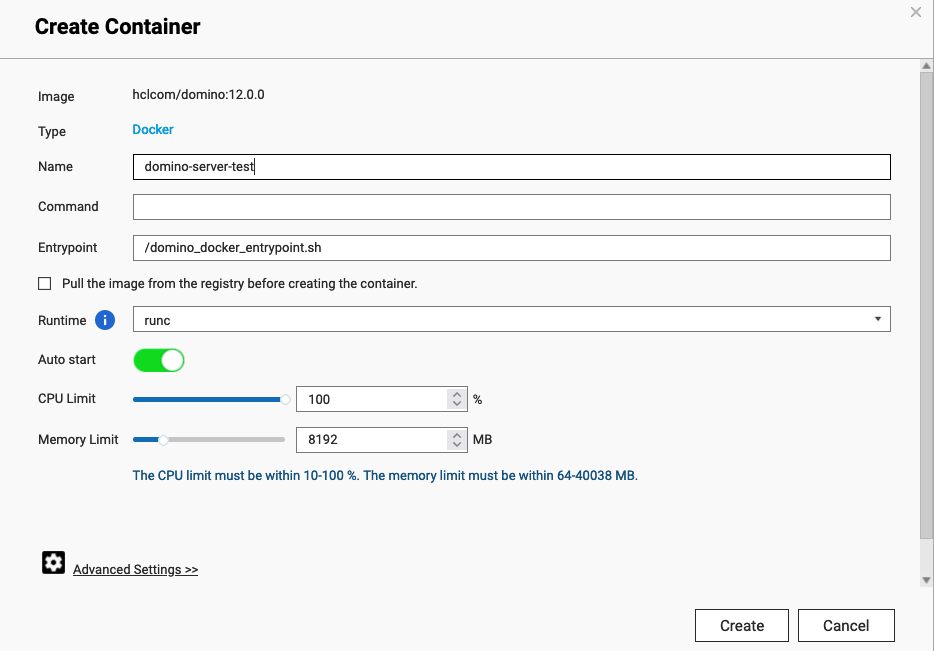 Create Container
Image hclcom/domino:12.0.0
Type Docker
Name domino-server-test
Command
Entrypoint /domino_docker_entrypoint.sh
Pull the image from the registry before creating the container.
Runtime i runc
Auto start
CPU Limit 100 %
Memory Limit 8192 MB
The CPU limit must be within 10-100 %. The memory limit must be within 64-40038 MB.
Advanced Settings >>
Create Cancel